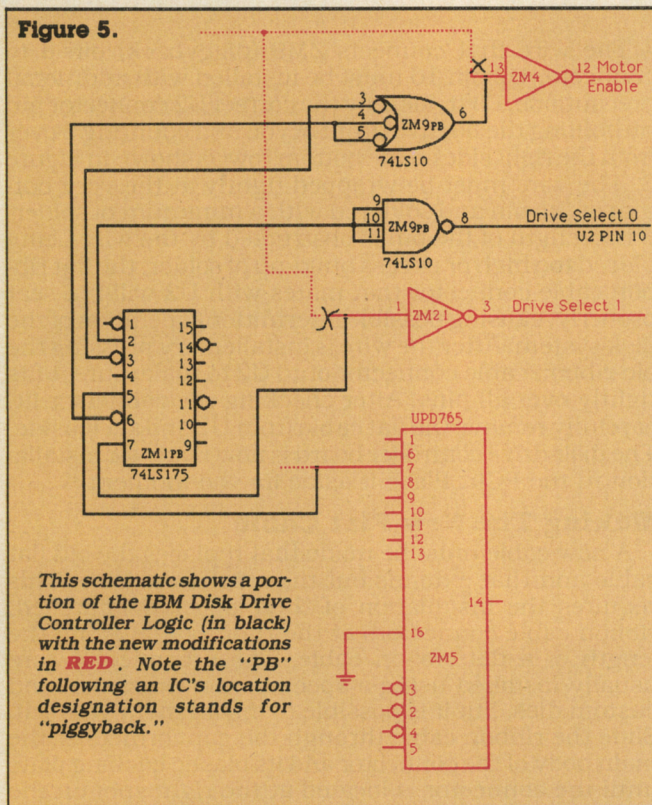 Figure 5.
13
ZM4
12 Motor
Enable
3
4
5
ZM9PB
6
74LS10
9
10
11
ZM9PB
8
Drive Select 0
U2 PIN 10
74LS10
1
ZM21
3
Drive Select 1
1
2
3
4
5
6
7
15
14
13
12
11
10
9
ZM1PB
74LS175
UPD765
1
6
7
8
9
10
11
12
13
14
16
ZM5
3
2
4
5
This schematic shows a por-
tion of the IBM Disk Drive
Controller Logic (in black)
with the new modifications
in RED. Note the “PB”
following an IC's location
designation stands for
“piggyback.”